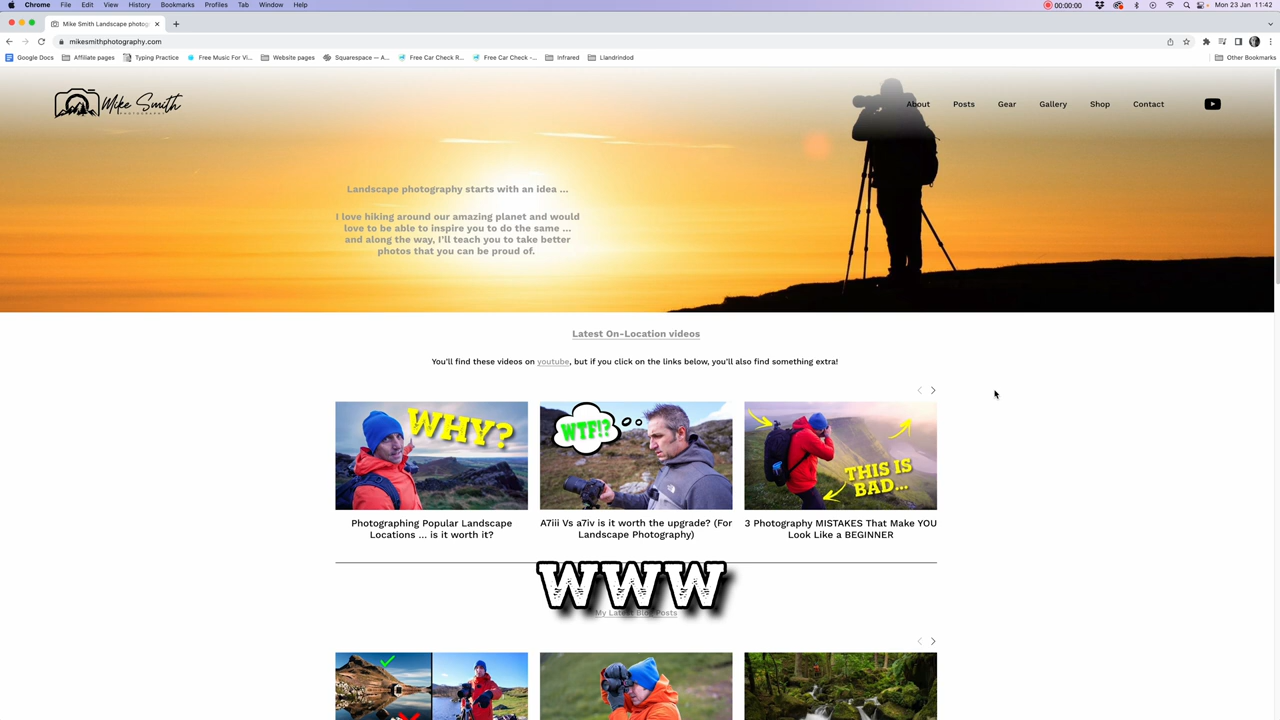 Chrome File Edit View History Bookmarks Profiles Tab Window Help 00:00:00 Mon 23 Jan 11:42
Mike Smith Landscape photog
mikesmithphotography.com
Google Docs Affiliate pages Typing Practice Free Music For Vi... Website pages Squarespace — A... Free Car Check R... Free Car Check -... Infrared Llandrindod Other Bookmarks
Mike Smith
PHOTOGRAPHY
About Posts Gear Gallery Shop Contact
Landscape photography starts with an idea ...
I love hiking around our amazing planet and would
love to be able to inspire you to do the same ...
and along the way, I'll teach you to take better
photos that you can be proud of.
Latest On-Location videos
You'll find these videos on youtube, but if you click on the links below, you'll also find something extra!
WHY?
WTF!?
THIS IS
BAD...
Photographing Popular Landscape
Locations ... is it worth it?
A7iii Vs a7iv is it worth the upgrade? (For
Landscape Photography)
3 Photography MISTAKES That Make YOU
Look Like a BEGINNER
WWW
My Latest Blog Posts